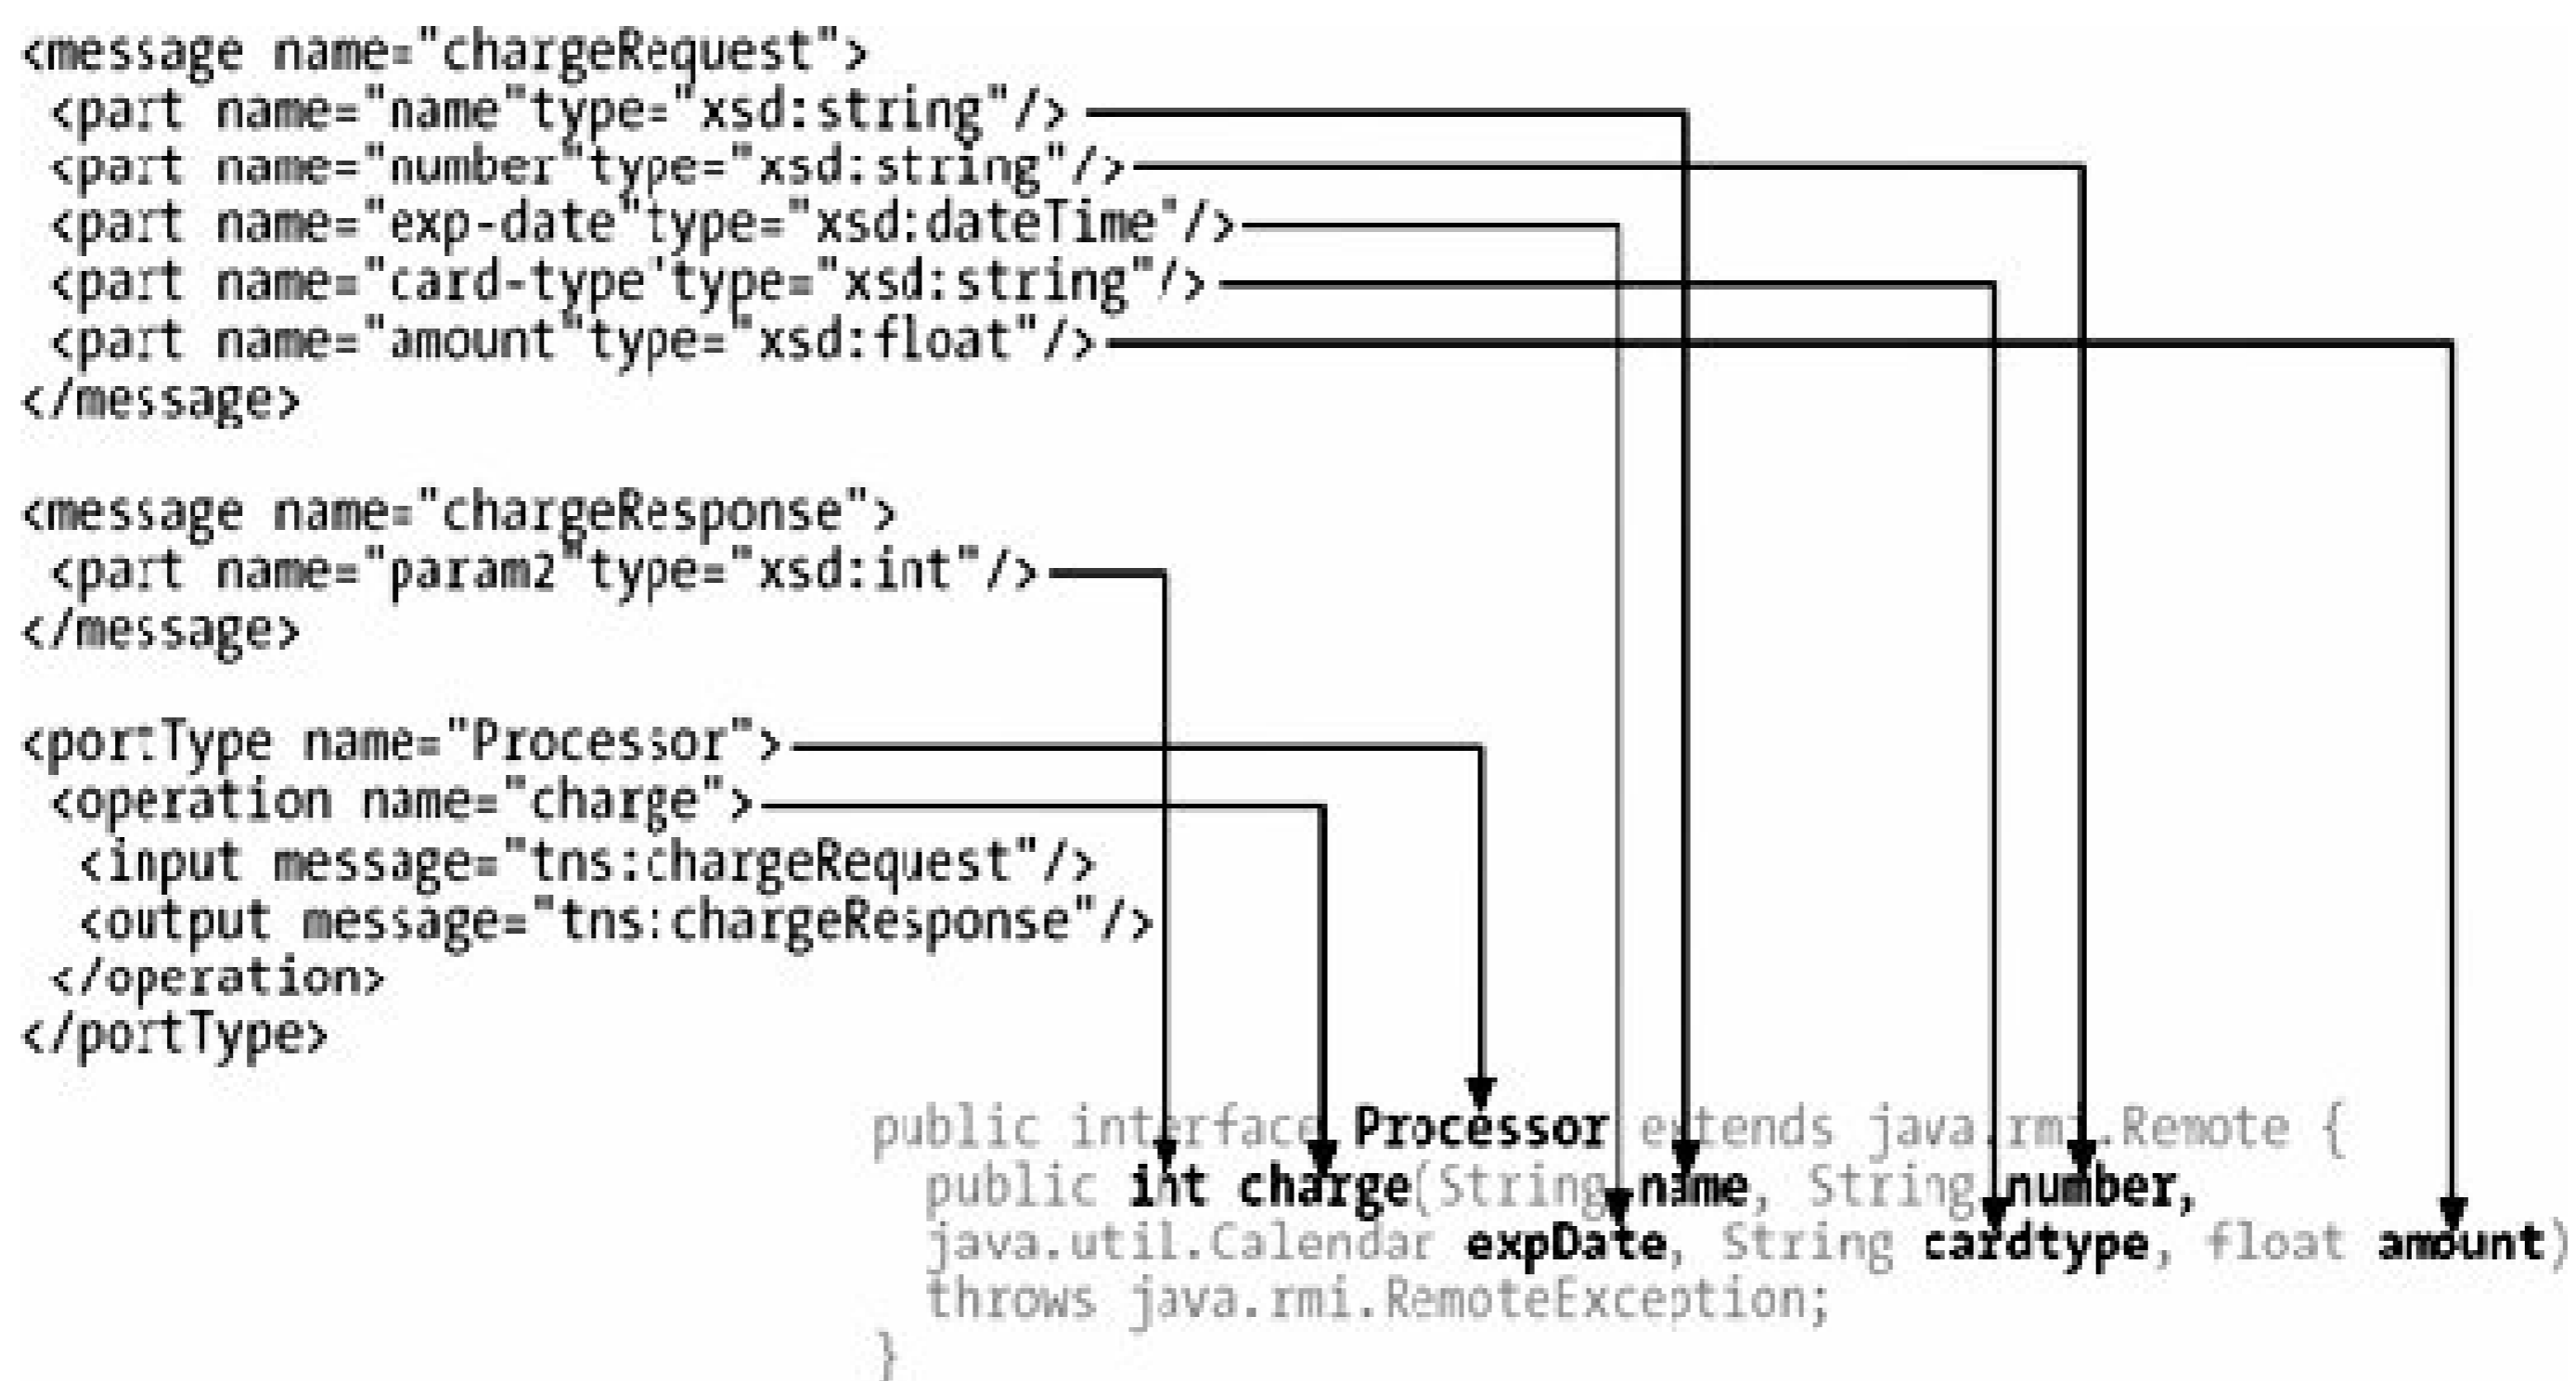 <message name="chargeRequest">
<part name="name"type="xsd:string"/>
<part name="number"type="xsd:string"/>
<part name="exp-date"type="xsd:dateTime"/>
<part name="card-type'type="xsd:string"/>
<part name="amount"type="xsd:float"/>
</message>
<message name="chargeResponse">
<part name="param2"type="xsd:int"/>
</message>
<portType name="Processor">
<operation name="charge">
<input message="tns:chargeRequest"/>
<output message="tns:chargeResponse"/>
</operation>
</portType>
public interface Processor extends java.rmi.Remote {
public int charge(String name, String number,
java.util.Calendar expDate, String cardtype, float amount)
throws java.rmi.RemoteException;
}